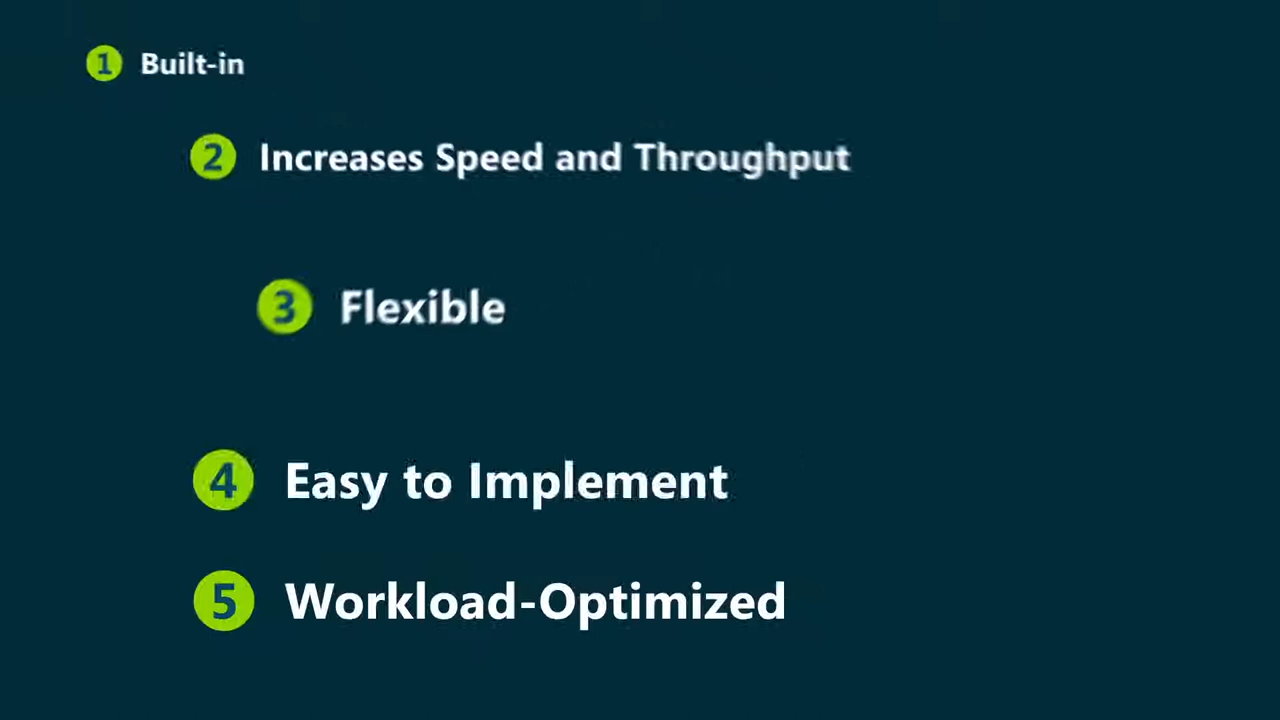 1 Built-in
2 Increases Speed and Throughput
3 Flexible
4 Easy to Implement
5 Workload-Optimized